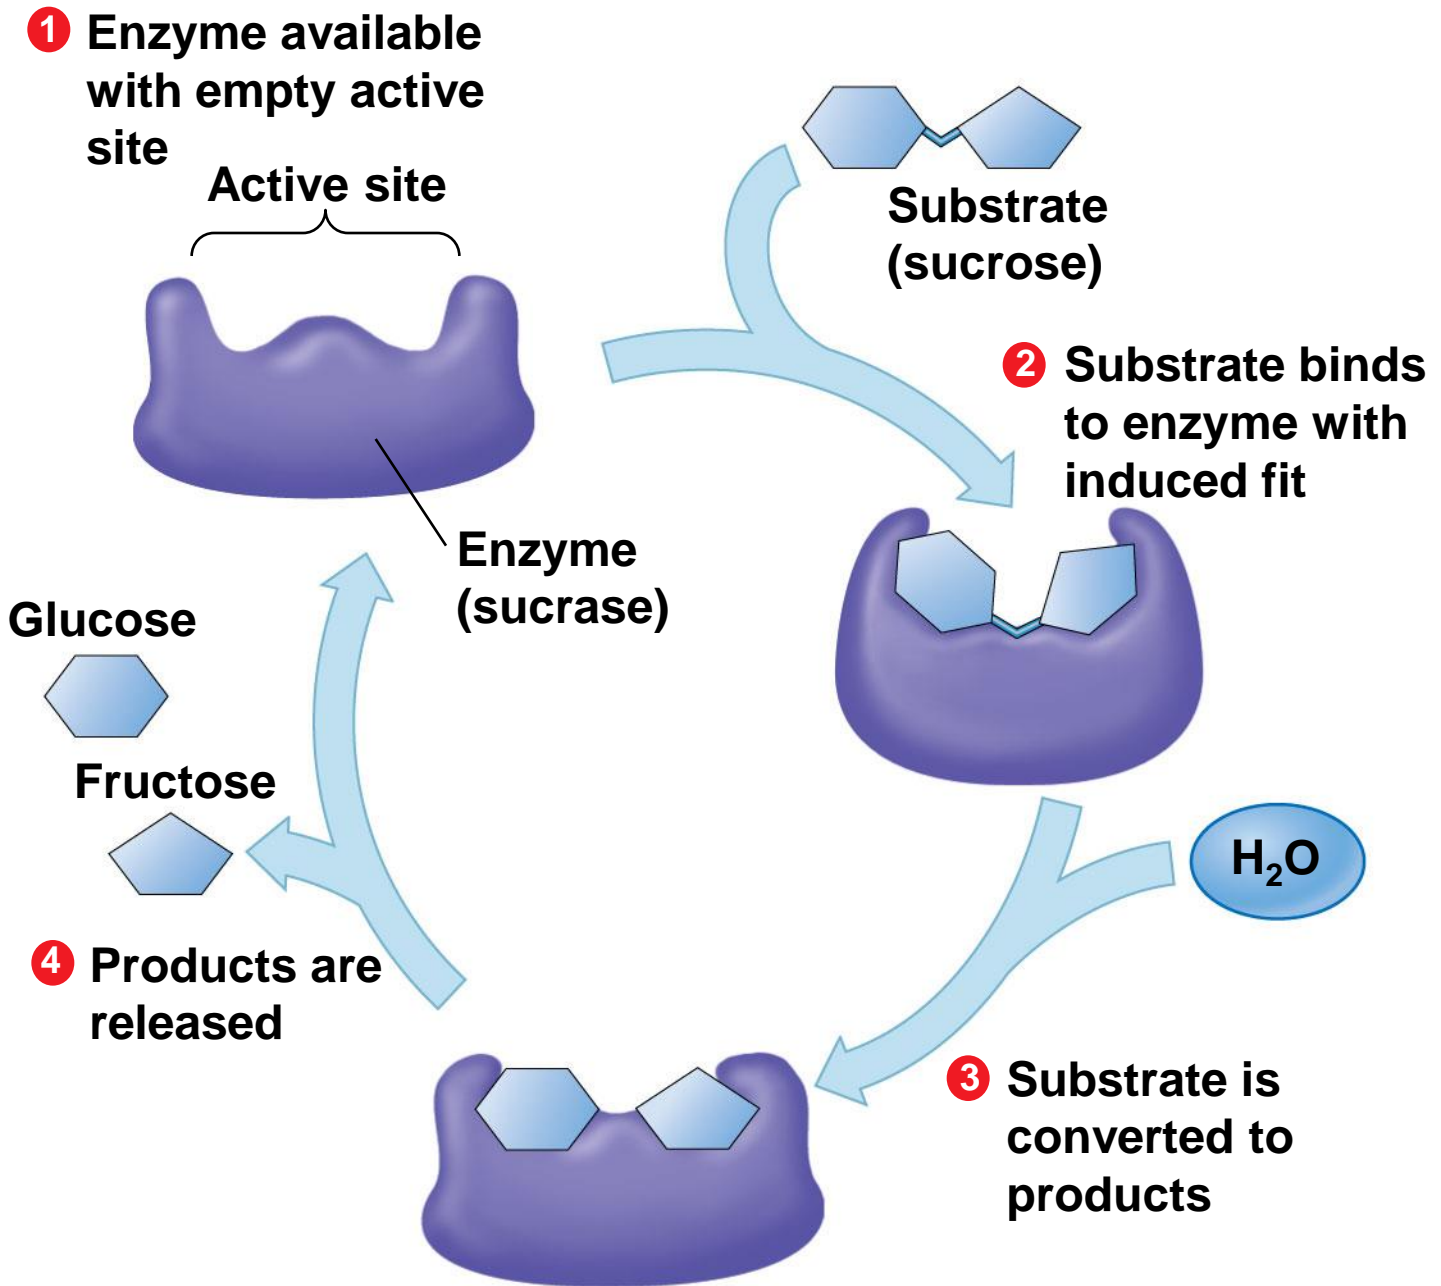 1 Enzyme available
with empty active
site
Active site
Substrate
(sucrose)
2 Substrate binds
to enzyme with
induced fit
Enzyme
(sucrase)
Glucose
Fructose
H₂O
4 Products are
released
3 Substrate is
converted to
products